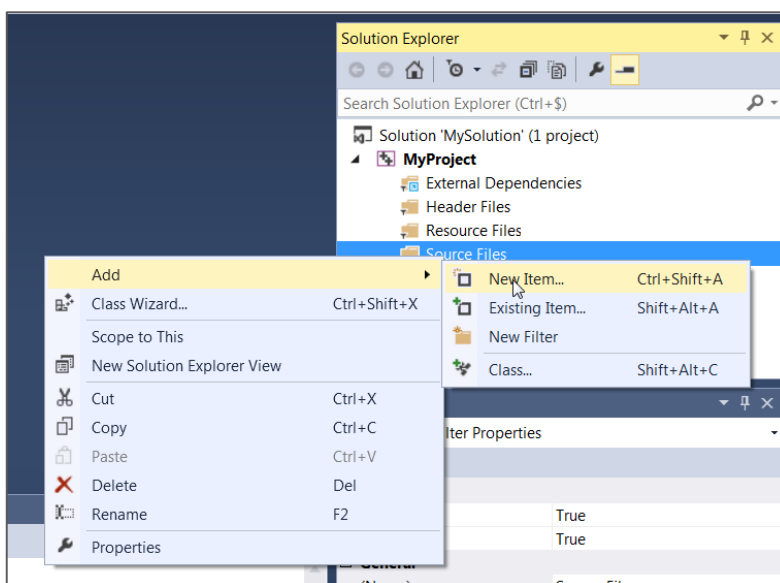 Solution Explorer
Search Solution Explorer (Ctrl+$)
Solution 'MySolution' (1 project)
MyProject
External Dependencies
Header Files
Resource Files
Source Files
Add
New Item... Ctrl+Shift+A
Class Wizard... Ctrl+Shift+X
Existing Item... Shift+Alt+A
Scope to This
New Filter
New Solution Explorer View
Class... Shift+Alt+C
Cut Ctrl+X
Copy Ctrl+C
lter Properties
Paste Ctrl+V
Delete Del
Rename F2
True
True
Properties
General